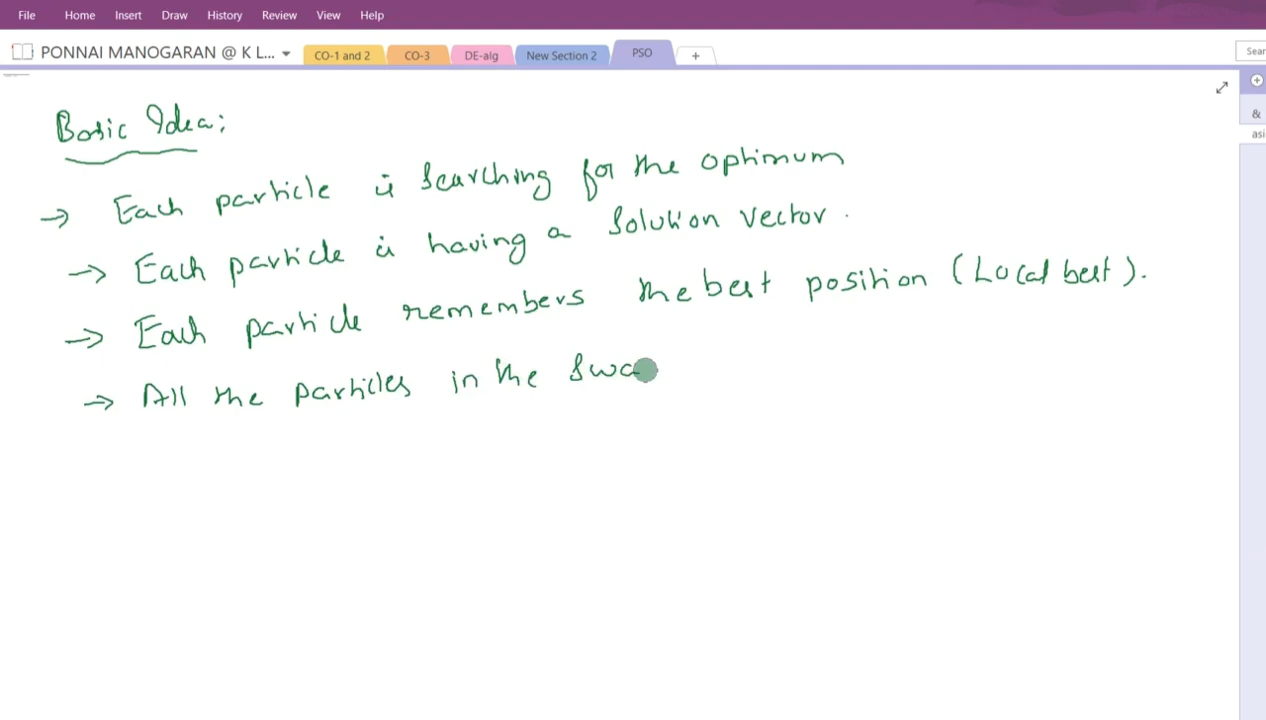 File Home Insert Draw History Review View Help
PONNAI MANOGARAN @ K L... CO-1 and 2 CO-3 DE-alg New Section 2 PSO + Sear
&
asi
Basic Idea:
→ Each particle is searching for the optimum
→ Each particle is having a solution vector.
→ Each particle remembers the best position (Local best).
→ All the particles in the swa